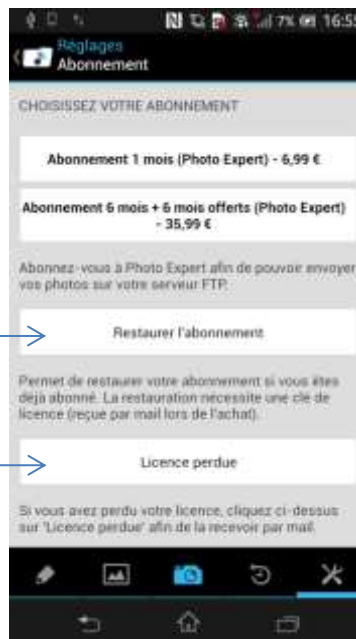 7% 16:55
Réglages
Abonnement
CHOISISSEZ VOTRE ABONNEMENT
Abonnement 1 mois (Photo Expert) - 6,99 €
Abonnement 6 mois + 6 mois offerts (Photo Expert)
- 35,99 €
Abonnez-vous à Photo Expert afin de pouvoir envoyer
vos photos sur votre serveur FTP.
Restaurer l'abonnement
Permet de restaurer votre abonnement si vous êtes
déjà abonné. La restauration nécessite une clé de
licence (reçue par mail lors de l'achat).
Licence perdue
Si vous avez perdu votre licence, cliquez ci-dessus
sur 'Licence perdue' afin de la recevoir par mail.